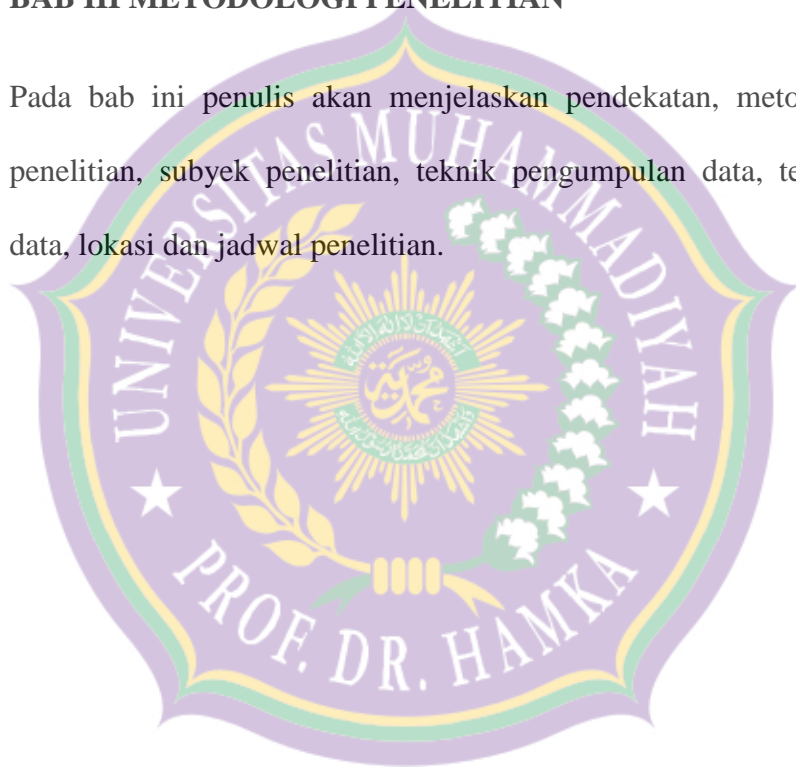 BAB III METODOLOGI PENELITIAN
Pada bab ini penulis akan menjelaskan pendekatan, meto
penelitian, subyek penelitian, teknik pengumpulan data, te
data, lokasi dan jadwal penelitian.
UNIVERSITAS MUHAMMADIYAH
PROF. DR. HAMKA
محمدية